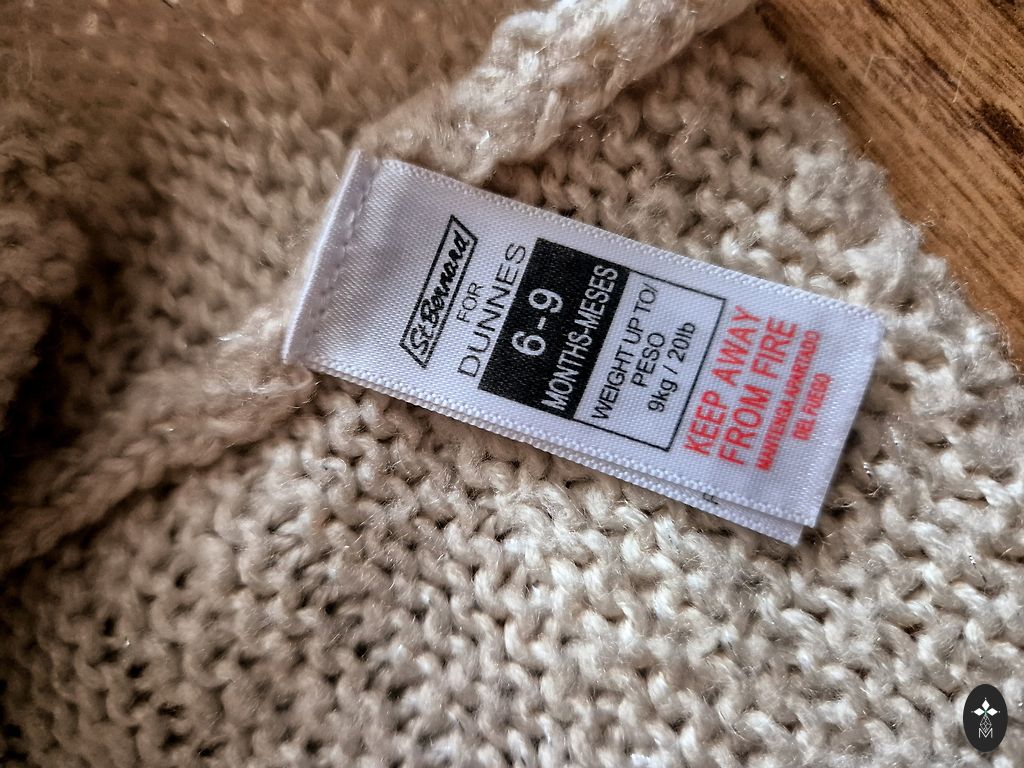 St Bernard
FOR
DUNNES
6-9
MONTHS-MESES
WEIGHT UP TO/
PESO
9kg / 20lb
KEEP AWAY
FROM FIRE
MANTENGA APARTADO
DEL FUEGO
M